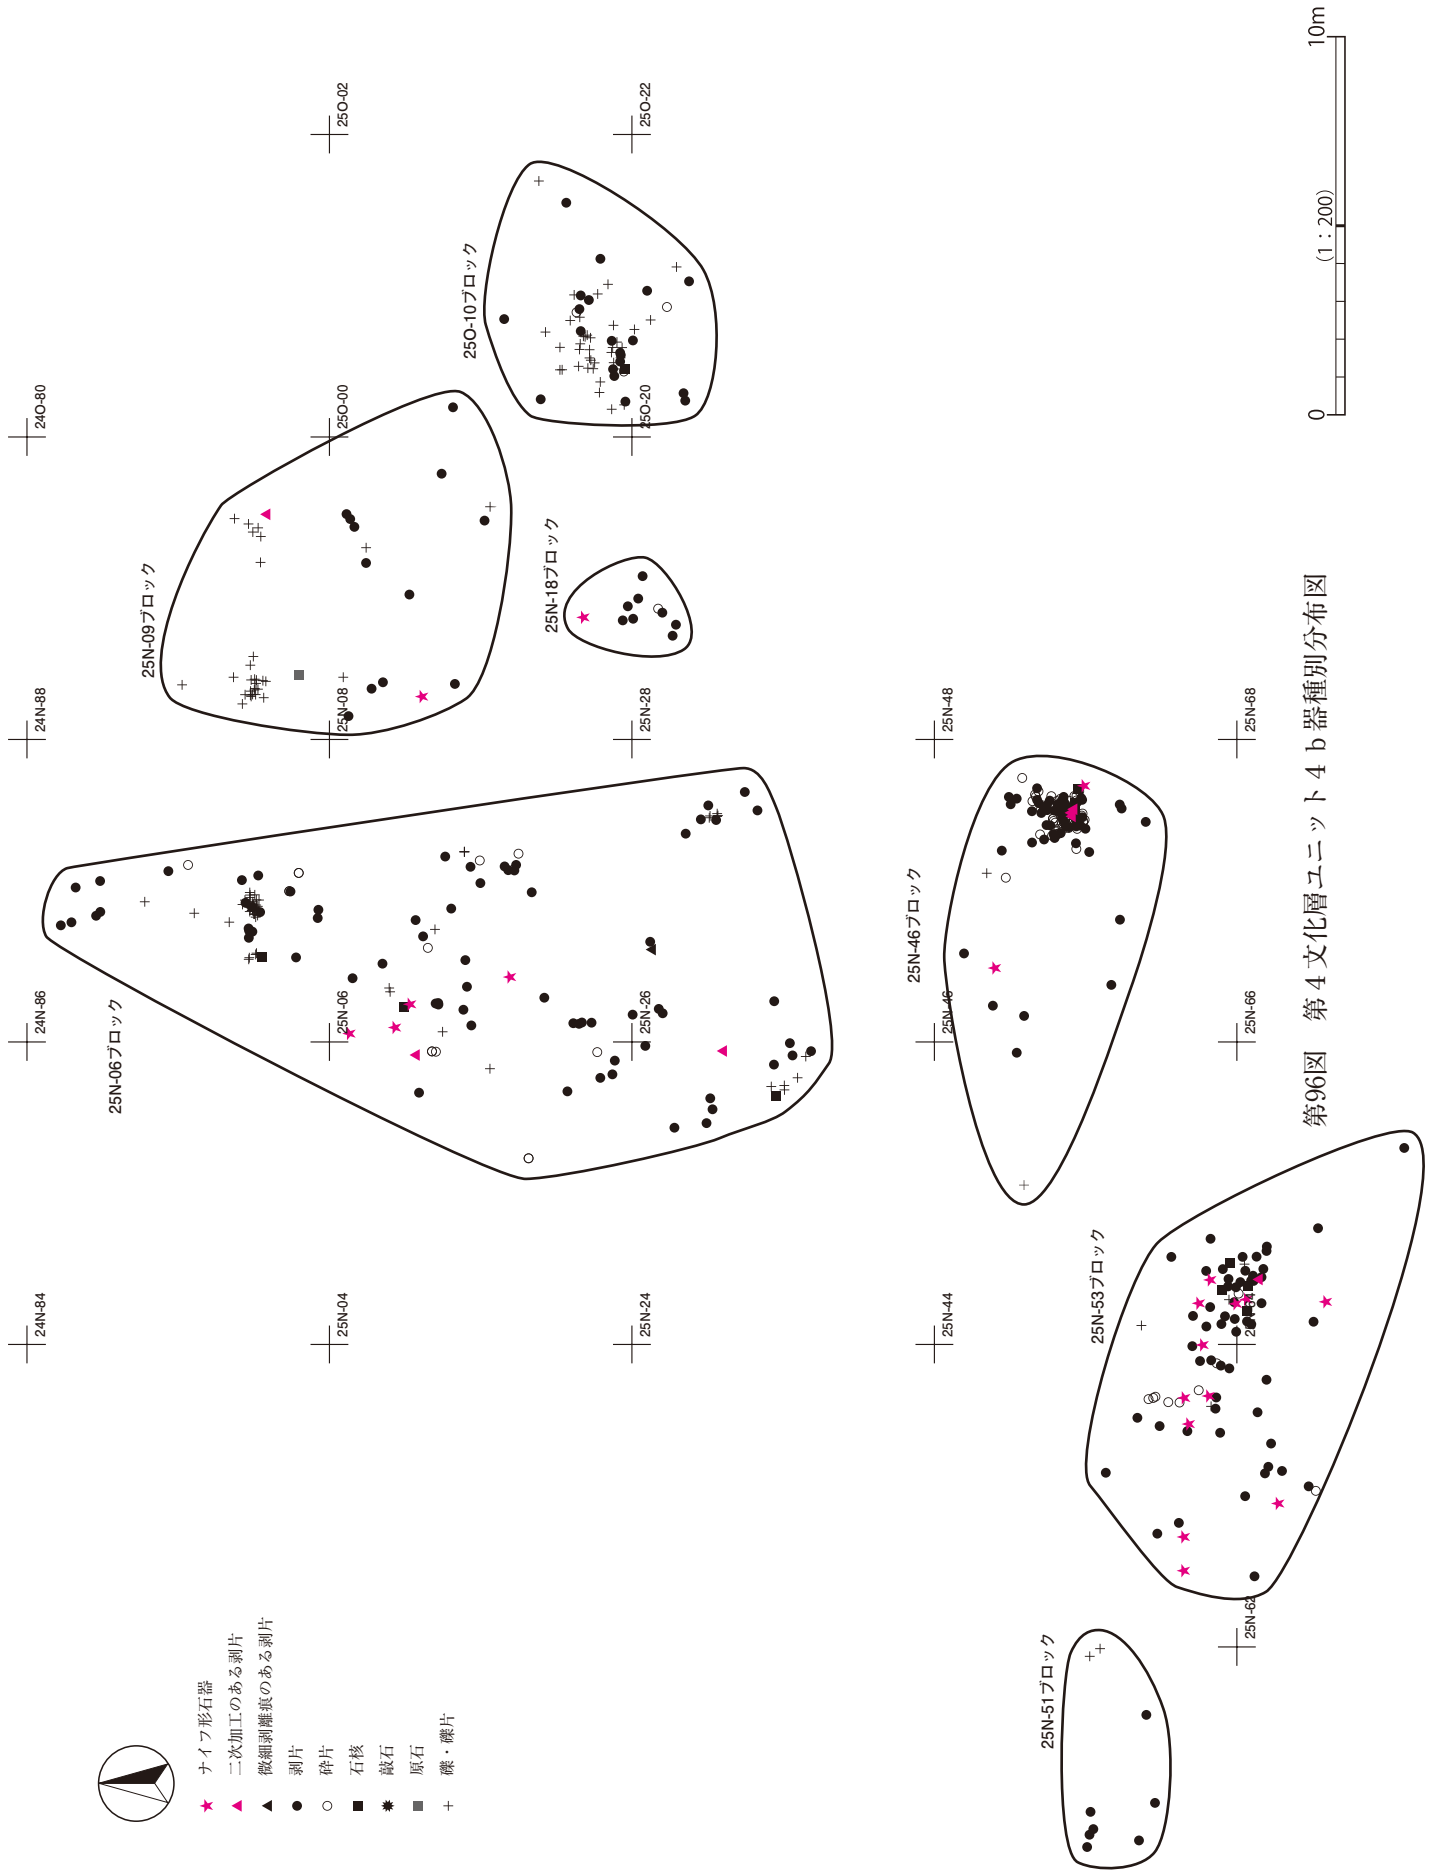 ナイフ形石器
二次加工のある剥片
微細剥離痕のある剥片
剥片
砕片
石核
敲石
原石
礫・礫片
24N-84
24N-86
24N-88
24O-80
25N-06ブロック
25N-09ブロック
25N-04
25N-06
25N-08
25O-00
25O-02
25O-10ブロック
25N-18ブロック
25N-24
25N-26
25N-28
25O-20
25O-22
25N-46ブロック
25N-44
25N-46
25N-48
25N-51ブロック
25N-53ブロック
25N-62
25N-66
25N-68
第96図 第４文化層ユニット４ｂ器種別分布図
0
(1：200)
10m